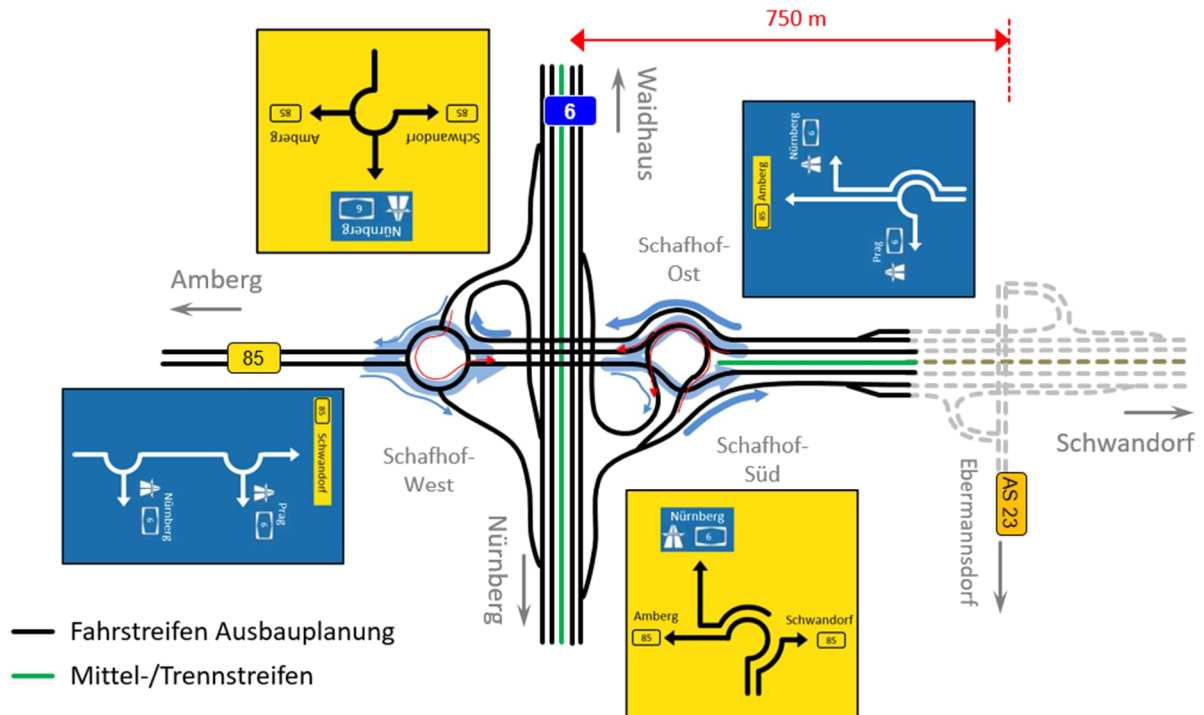 750 m
6
Waidhaus
85
85
Amberg
Schwandorf
6
Nürnberg
Nürnberg
6
85 Amberg
Prag
6
Schafhof-
Ost
Amberg
85
85 Schwandorf
Nürnberg
6
Prag
6
Schafhof-
West
Nürnberg
Schafhof-
Süd
Schwandorf
Ebermannsdorf
AS 23
Nürnberg
6
Amberg
85
Schwandorf
85
Fahrstreifen Ausbauplanung
Mittel-/Trennstreifen